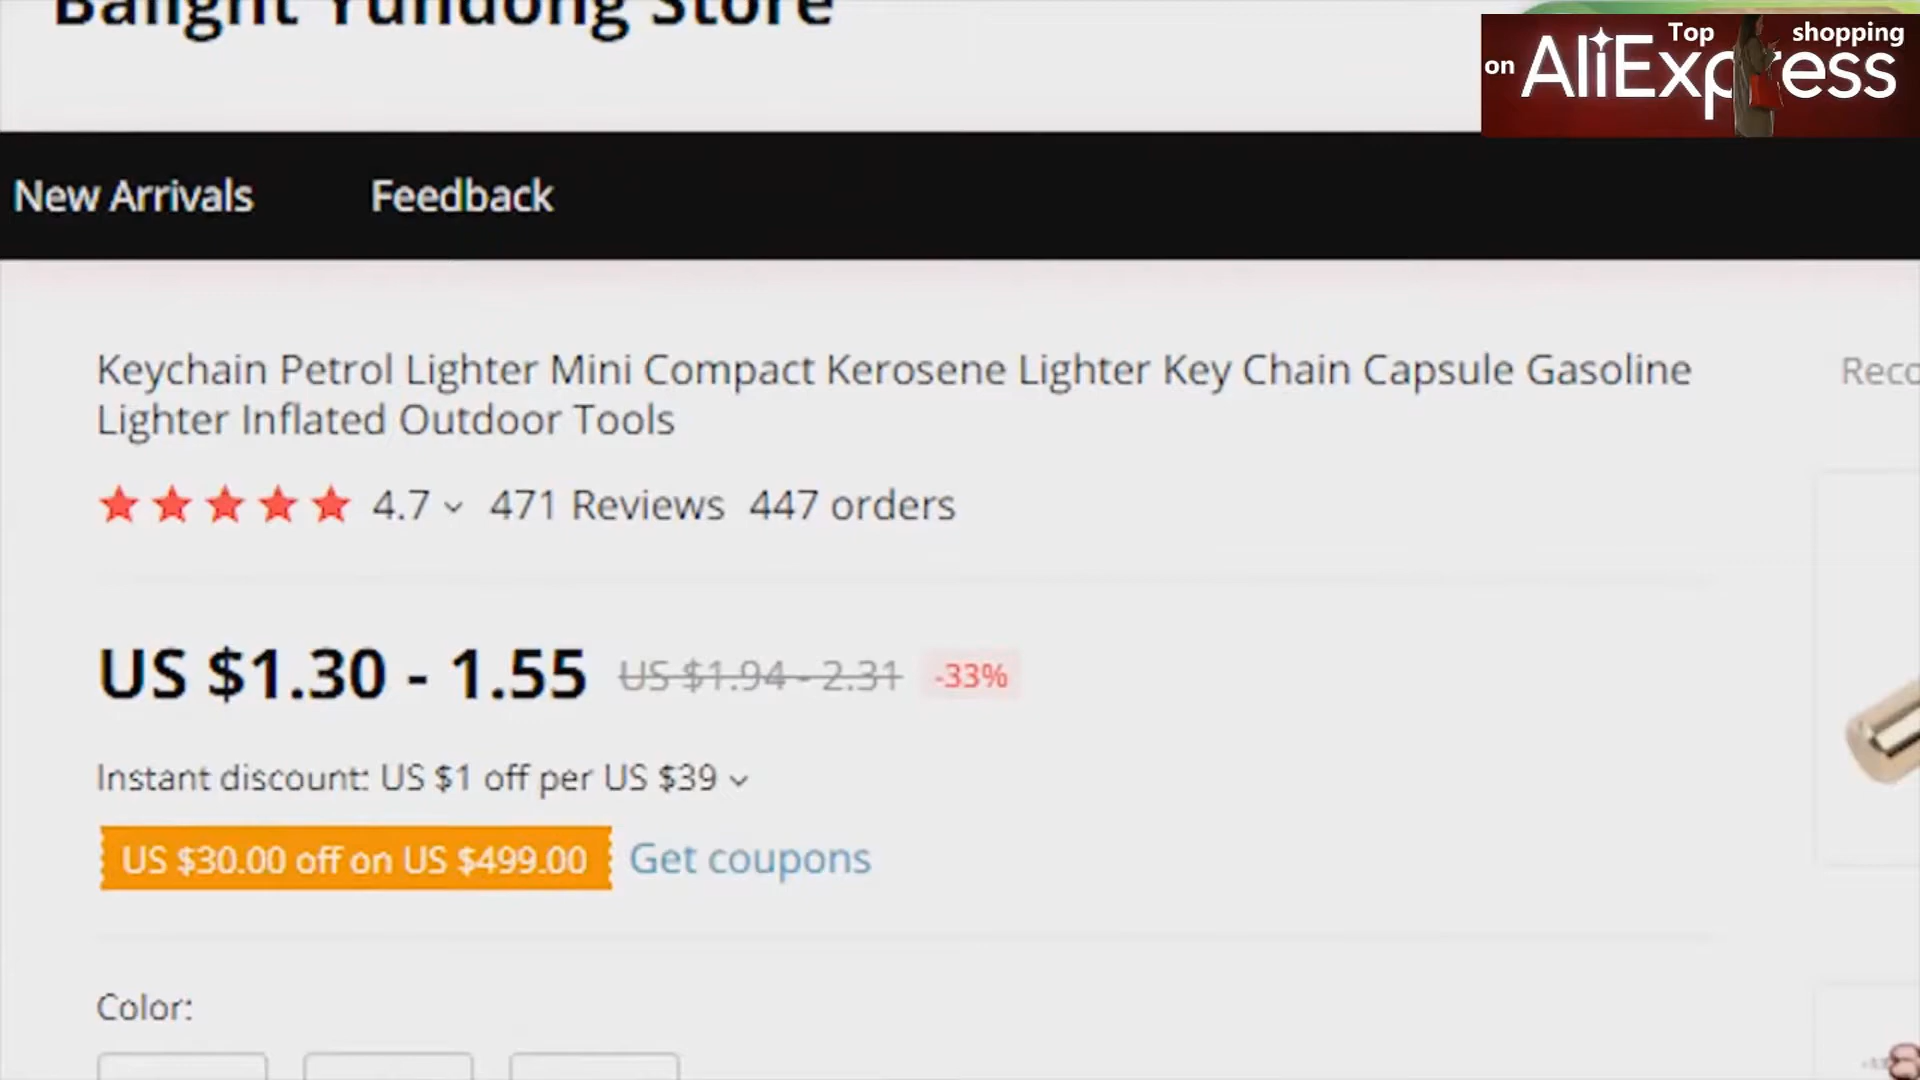 Balight Yundong Store
Top shopping
on AliExpress
New Arrivals Feedback
Keychain Petrol Lighter Mini Compact Kerosene Lighter Key Chain Capsule Gasoline
Lighter Inflated Outdoor Tools
4.7 471 Reviews 447 orders
US $1.30 - 1.55 US $1.94 - 2.31 -33%
Instant discount: US $1 off per US $39
US $30.00 off on US $499.00 Get coupons
Color: